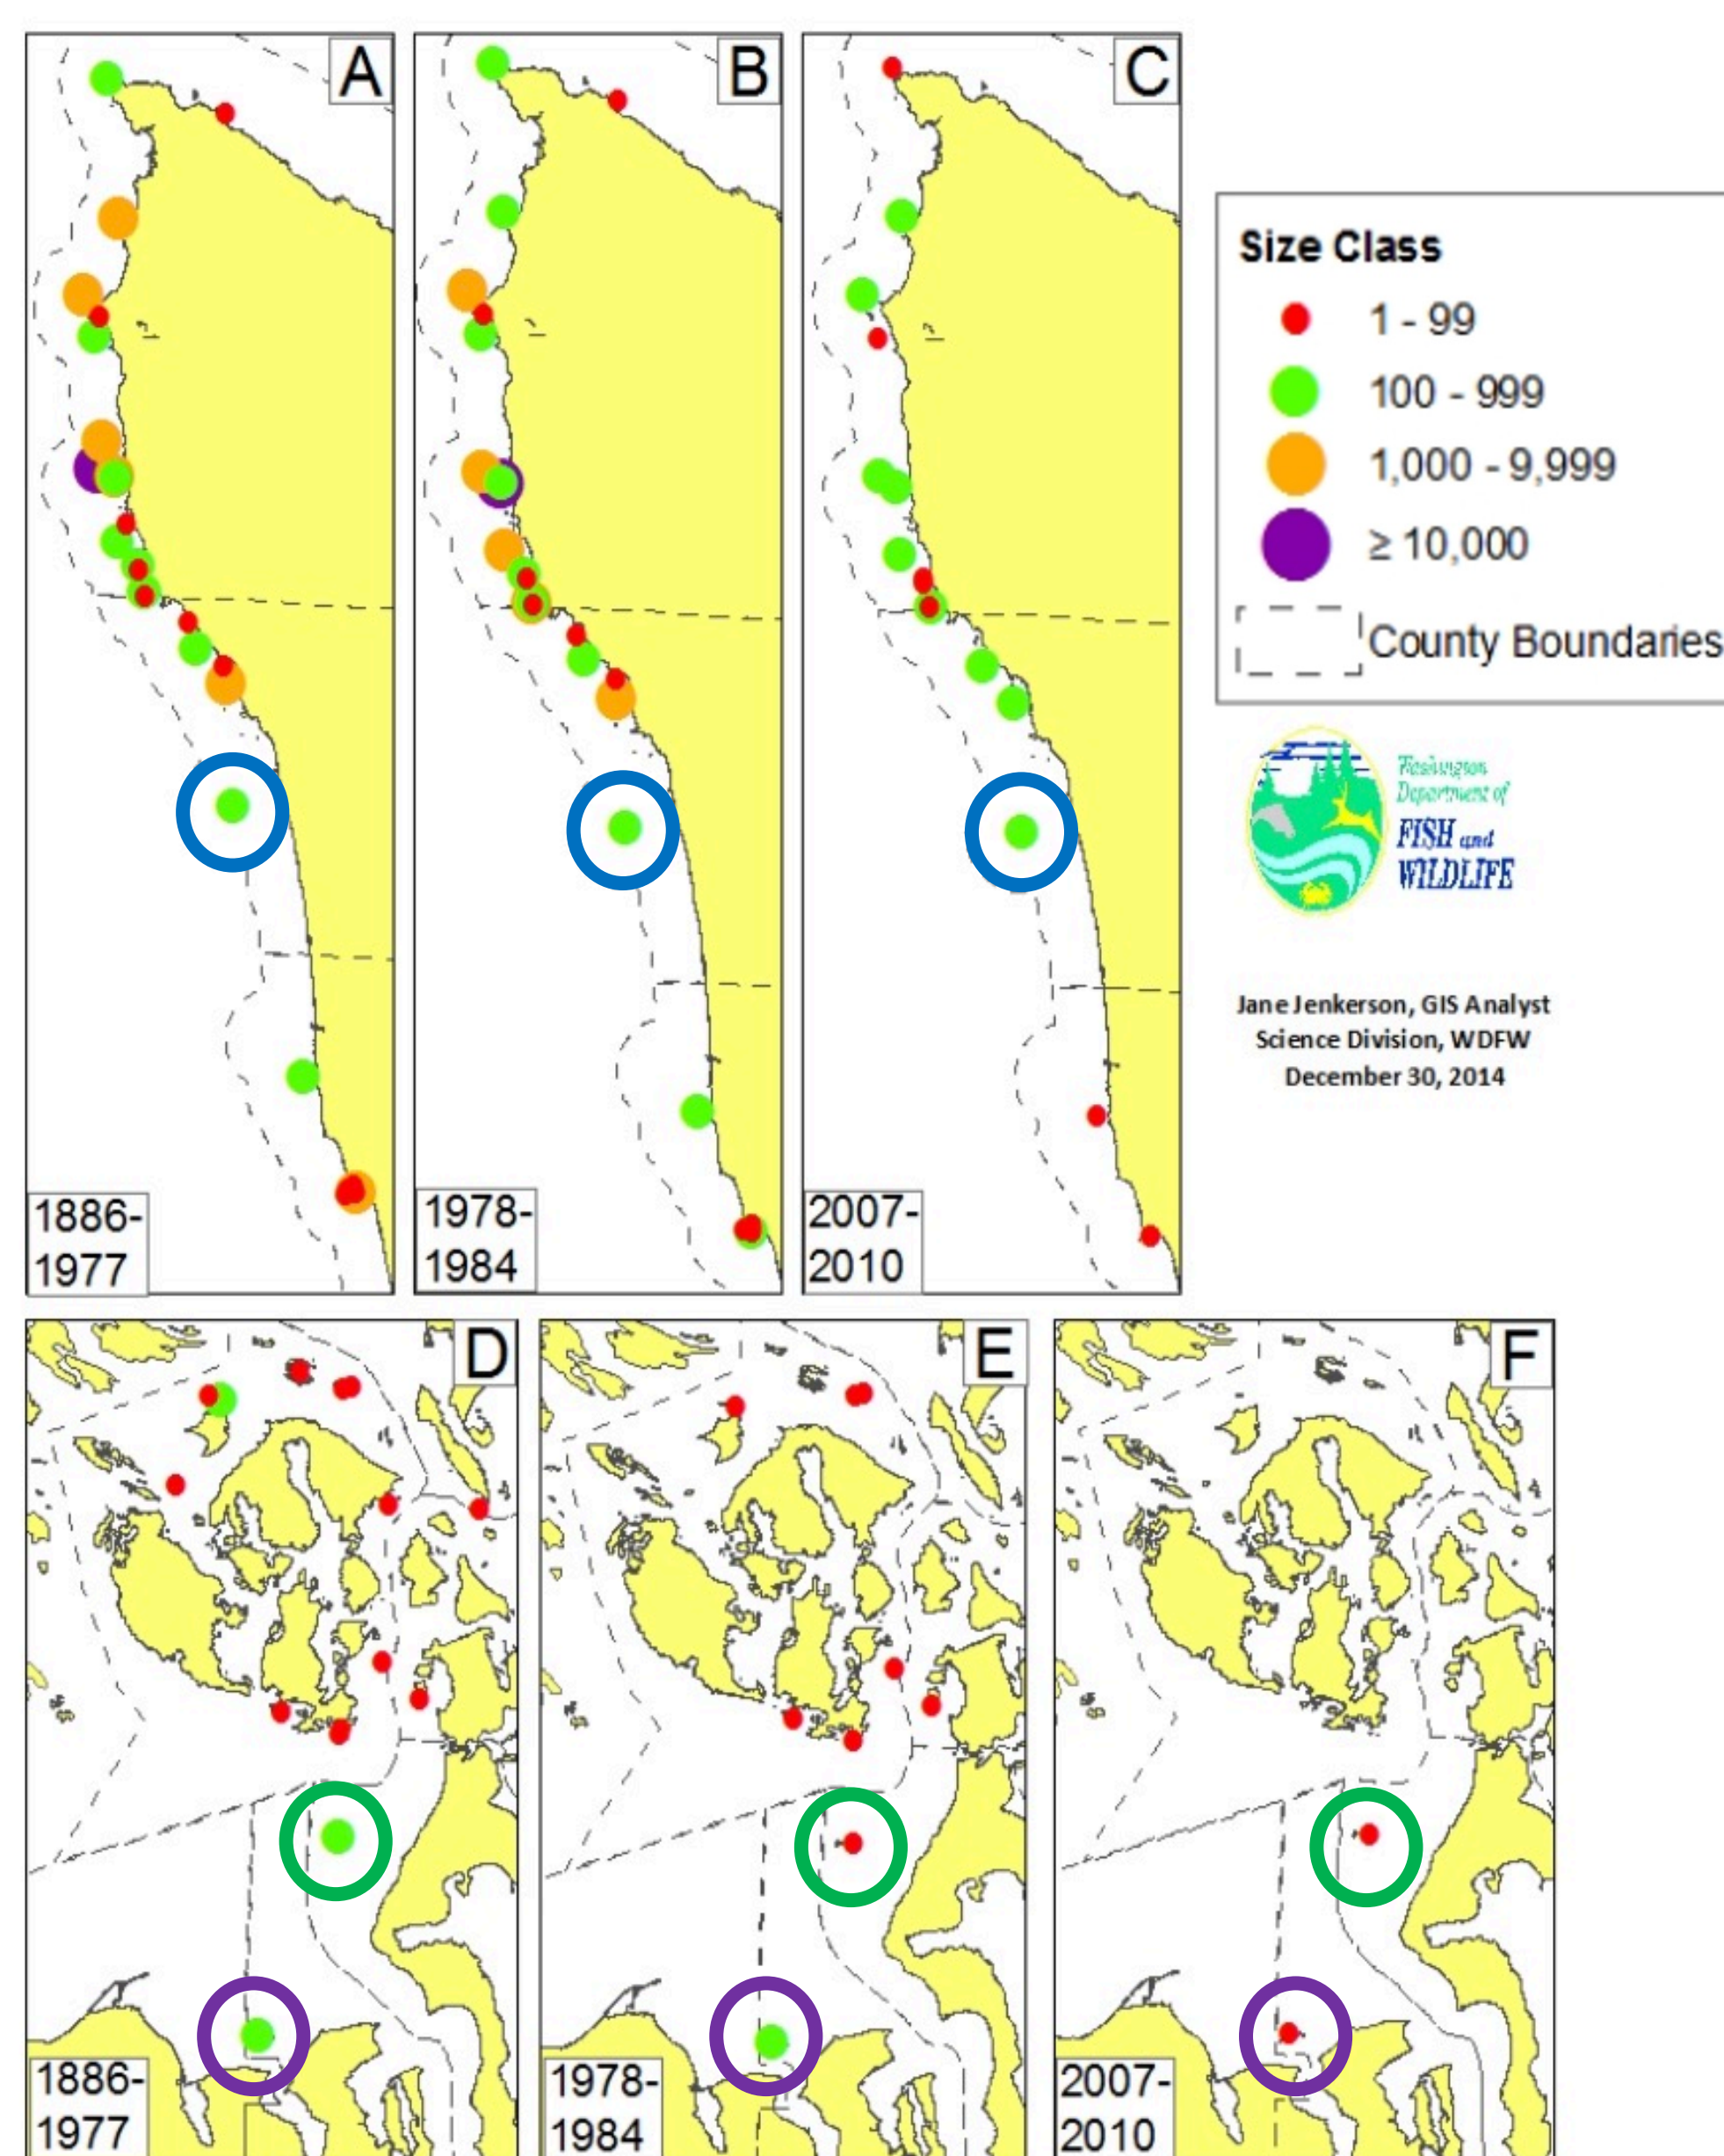 A
B
C
1886-
1977
1978-
1984
2007-
2010
Size Class
1 - 99
100 - 999
1,000 - 9,999
≥ 10,000
County Boundaries
Washington
Department of
FISH and
WILDLIFE
Jane Jenkerson, GIS Analyst
Science Division, WDFW
December 30, 2014
D
E
F
1886-
1977
1978-
1984
2007-
2010